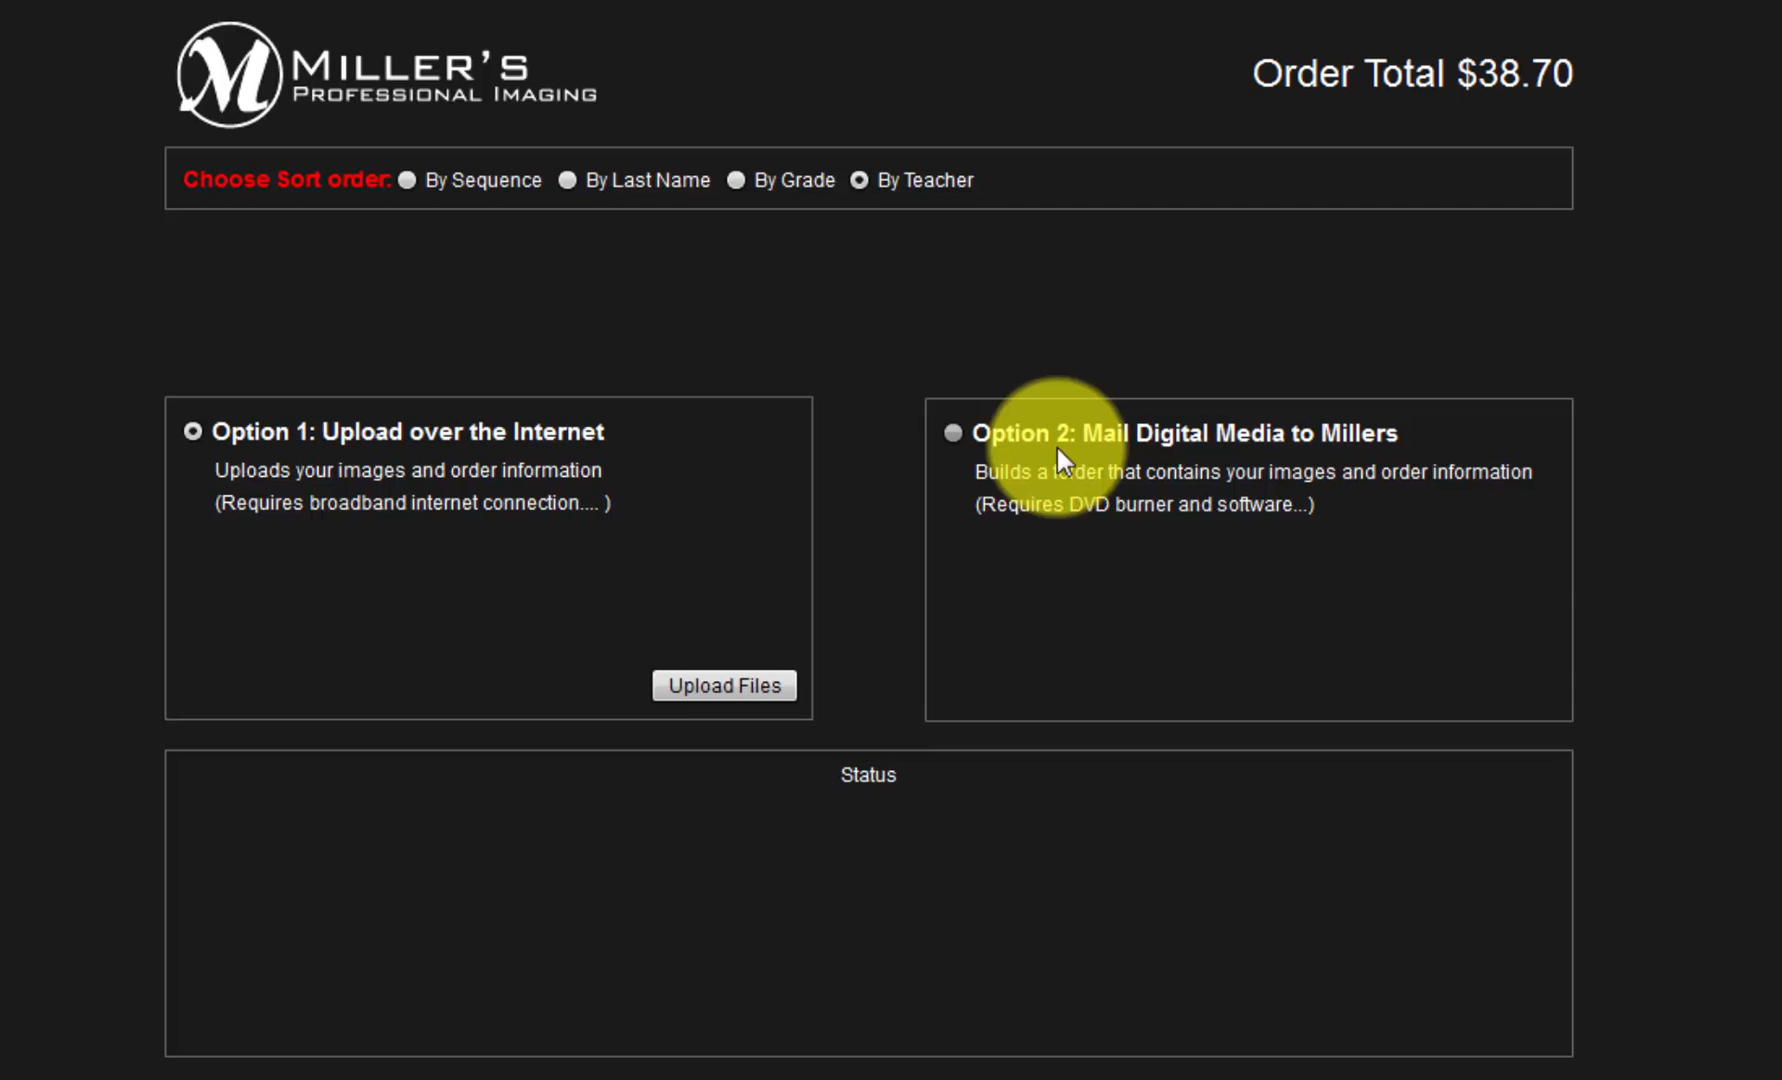 M MILLER'S
PROFESSIONAL IMAGING
Order Total $38.70
Choose Sort order: By Sequence By Last Name By Grade By Teacher
Option 1: Upload over the Internet
Uploads your images and order information
(Requires broadband internet connection.... )
Upload Files
Option 2: Mail Digital Media to Millers
Builds a folder that contains your images and order information
(Requires DVD burner and software...)
Status